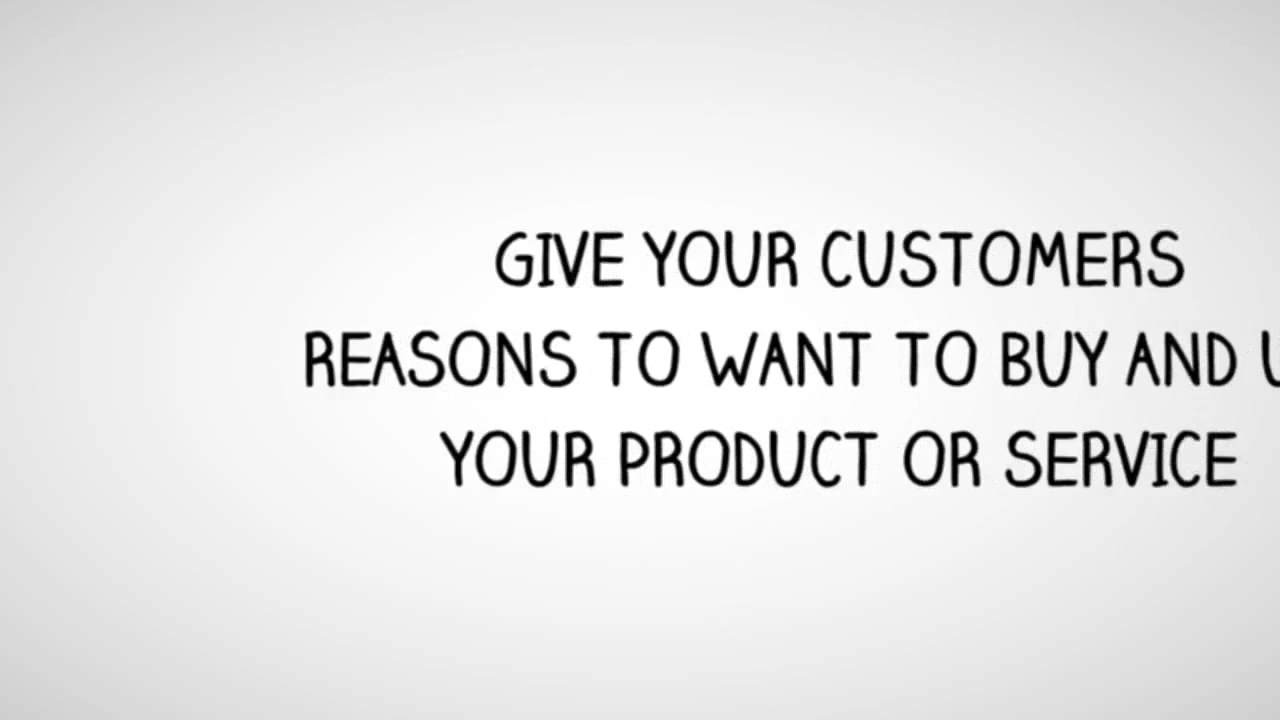 GIVE YOUR CUSTOMERS
REASONS TO WANT TO BUY AND
YOUR PRODUCT OR SERVICE